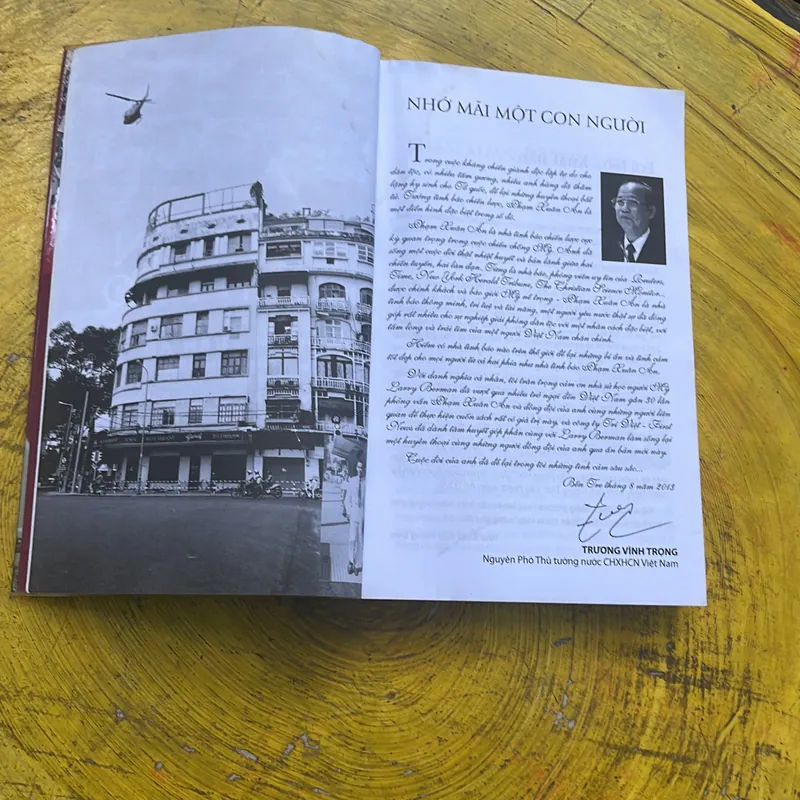 NHỚ MÃI MỘT CON NGƯỜI
Trong cuộc kháng chiến giành độc lập tự do cho
dân tộc, có nhiều tấm gương, nhiều anh hùng đã thầm
lặng hy sinh cho Tổ quốc, để lại những huyền thoại bất
tử. Tướng tình báo chiến lược, Phạm Xuân Ẩn là
một điển hình đặc biệt trong số đó.
Phạm Xuân Ẩn là nhà tình báo chiến lược cực
kỳ quan trọng trong cuộc chiến chống Mỹ. Anh đã
sống một cuộc đời thật nhiệt huyết và bản lãnh giữa hai
chiến tuyến, hai làn đạn. Từng là nhà báo, phóng viên uy tín của Reuters,
Time, New York Herald Tribune, The Christian Science Monitor...
được chính khách và báo giới Mỹ nể trọng - Phạm Xuân Ẩn là nhà
tình báo thông minh, trí tuệ và tài năng, một người yêu nước thật sự đã đóng
góp rất nhiều cho sự nghiệp giải phóng dân tộc với một nhân cách đặc biệt, với
tấm lòng và trái tim của một người Việt Nam chân chính.
Hiếm có nhà tình báo nào trên thế giới để lại những bí ẩn và tình cảm
tốt đẹp cho mọi người từ cả hai phía như nhà tình báo Phạm Xuân Ẩn.
Với danh nghĩa cá nhân, tôi trân trọng cảm ơn nhà sử học người Mỹ
Larry Berman đã vượt qua nhiều trở ngại đến Việt Nam gần 30 lần
phỏng vấn Phạm Xuân Ẩn và đồng đội của anh cùng những người liên
quan để thực hiện cuốn sách rất có giá trị này, và công ty Trí Việt - First
News đã dành tâm huyết góp phần cùng với Larry Berman làm sống lại
một huyền thoại cùng những người đồng đội của anh qua ấn bản mới này.
Cuộc đời của anh đã để lại trong tôi những tình cảm sâu sắc...
Bến Tre tháng 8 năm 2013
TRƯƠNG VĨNH TRỌNG
Nguyên Phó Thủ tướng nước CHXHCN Việt Nam